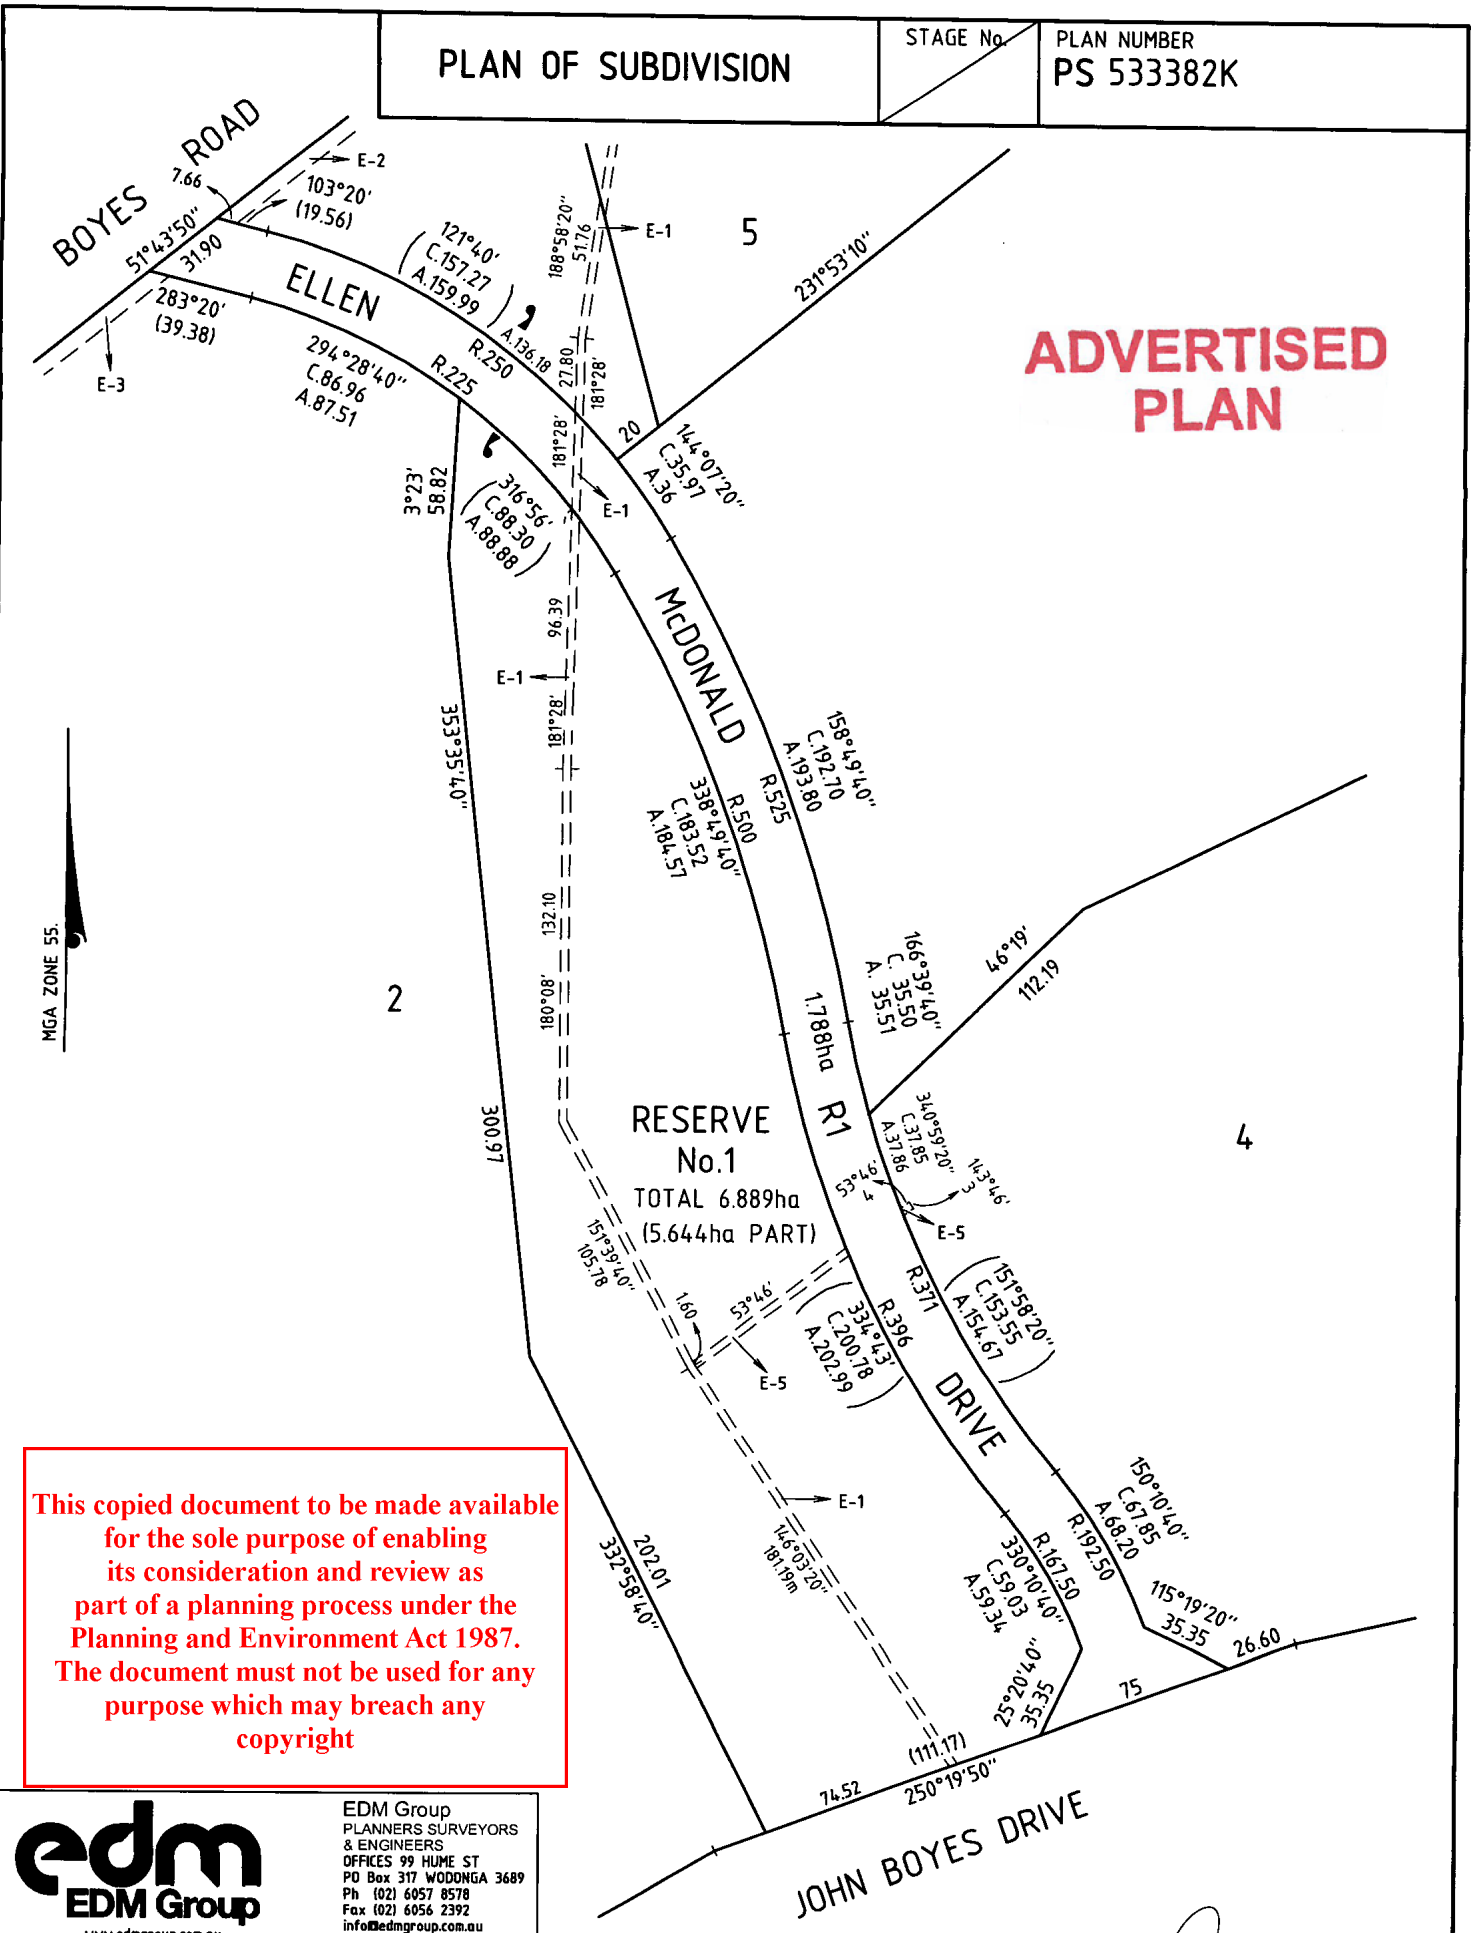 PLAN OF SUBDIVISION
STAGE No.
PLAN NUMBER
PS 533382K
BOYES ROAD
7.66
E-2
103°20'
(19.56)
51°43'50"
31.90
283°20'
(39.38)
E-3
ELLEN
121°40'
C.157.27
A.159.99
188°58'20"
51.76
E-1
5
231°53'10"
ADVERTISED
PLAN
A.136.18
R.250
27.80
181°28'
294°28'40"
C.86.96
A.87.51
R.225
20
144°07'20"
C.35.97
A.36
181°28'
E-1
3°23'
58.82
316°56'
C.88.30
A.88.88
McDONALD
96.39
E-1
181°28'
353°35'40"
158°49'40"
C.192.70
A.193.80
R.525
R.500
338°49'40"
C.183.52
A.184.57
MGA ZONE 55.
132.10
180°08'
2
166°39'40"
C. 35.50
A. 35.51
46°19'
112.19
1.788ha
R1
300.97
RESERVE
No.1
TOTAL 6.889ha
(5.644ha PART)
340°59'20"
C.37.85
A.37.86
53°46'
4
143°46'
3
E-5
4
151°39'40"
105.78
1.60
53°46'
E-5
R.371
151°58'20"
C.153.55
A.154.67
R.396
334°43'
C.200.78
A.202.99
DRIVE
E-1
146°03'20"
181.19m
202.01
332°58'40"
150°10'40"
C.67.85
A.68.20
R.192.50
R.167.50
330°10'40"
C.59.03
A.59.34
115°19'20"
35.35
26.60
25°20'40"
35.35
75
(111.17)
74.52
250°19'50"
JOHN BOYES DRIVE
This copied document to be made available
for the sole purpose of enabling
its consideration and review as
part of a planning process under the
Planning and Environment Act 1987.
The document must not be used for any
purpose which may breach any
copyright
edm
EDM Group
EDM Group
PLANNERS SURVEYORS
& ENGINEERS
OFFICES 99 HUME ST
PO Box 317 WODONGA 3689
Ph (02) 6057 8578
Fax (02) 6056 2392
info@edmgroup.com.au